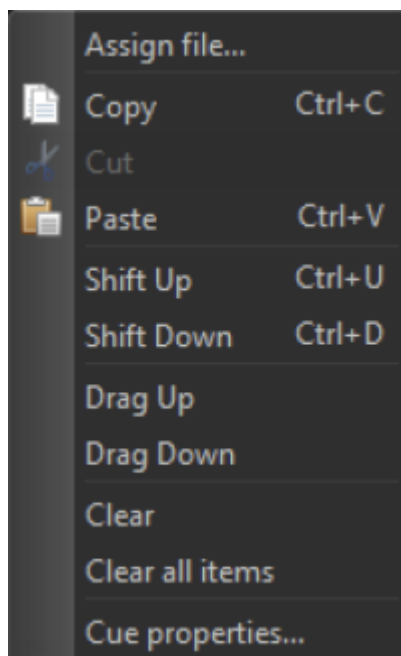 Assign file...
Copy Ctrl+C
Cut
Paste Ctrl+V
Shift Up Ctrl+U
Shift Down Ctrl+D
Drag Up
Drag Down
Clear
Clear all items
Cue properties...